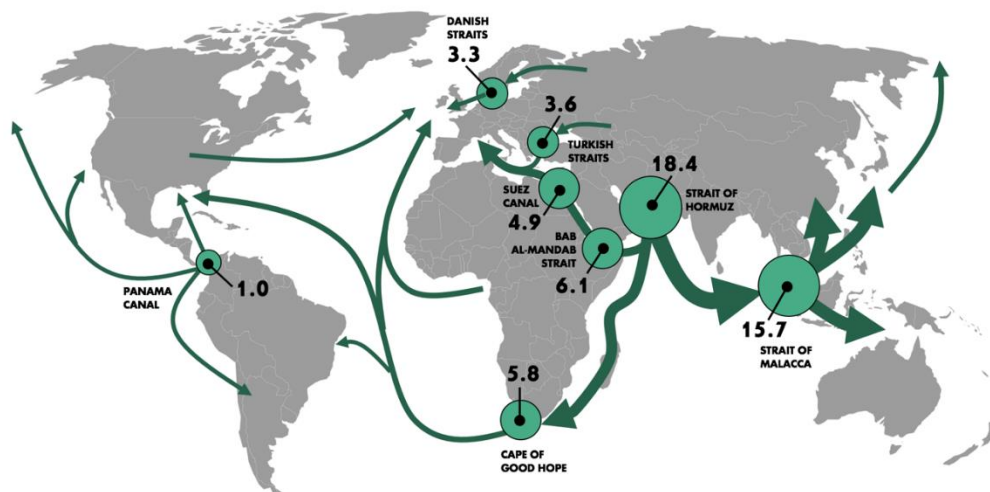 DANISH
STRAITS
3.3
3.6
TURKISH
STRAITS
18.4
STRAIT OF
HORMUZ
SUEZ
CANAL
4.9
BAB
AL-MANDAB
STRAIT
6.1
PANAMA
CANAL
1.0
15.7
STRAIT OF
MALACCA
5.8
CAPE OF
GOOD HOPE